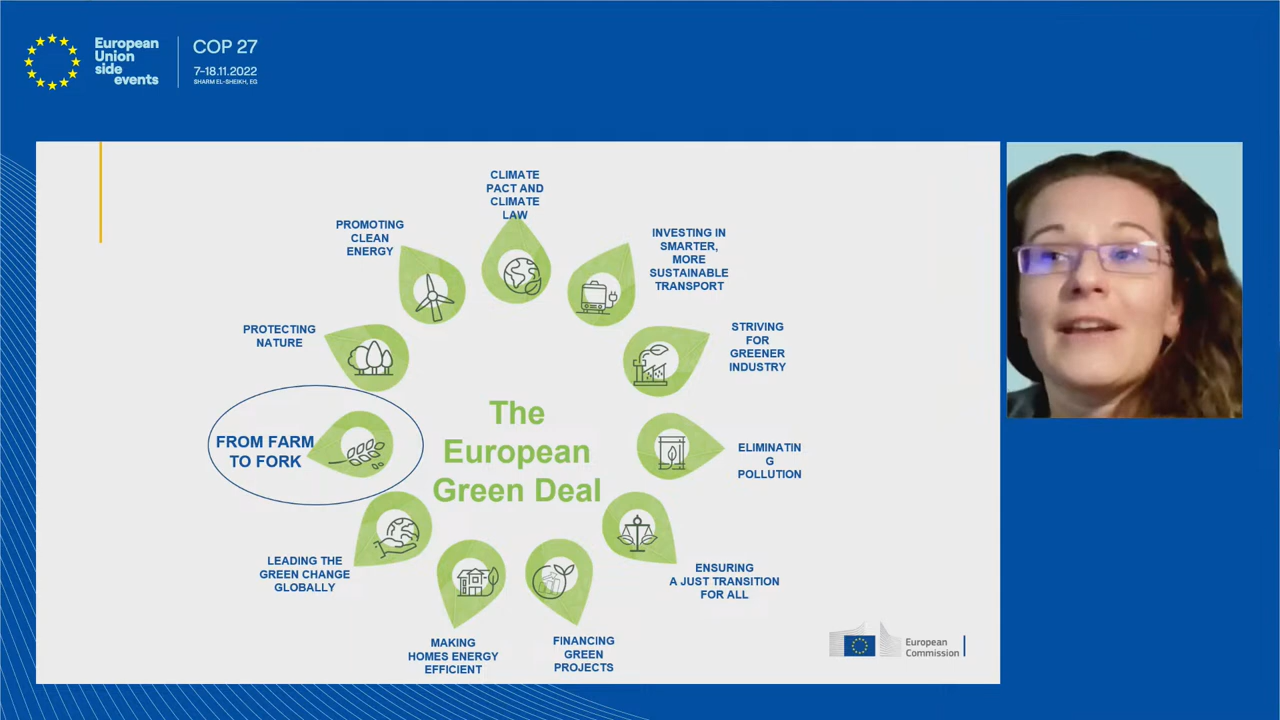 European
Union
side
events
COP 27
7-18.11.2022
SHARM EL-SHEIKH, EG
CLIMATE
PACT AND
CLIMATE
LAW
PROMOTING
CLEAN
ENERGY
INVESTING IN
SMARTER,
MORE
SUSTAINABLE
TRANSPORT
PROTECTING
NATURE
STRIVING
FOR
GREENER
INDUSTRY
FROM FARM
TO FORK
The
European
Green Deal
ELIMINATIN
G
POLLUTION
LEADING THE
GREEN CHANGE
GLOBALLY
ENSURING
A JUST TRANSITION
FOR ALL
MAKING
HOMES ENERGY
EFFICIENT
FINANCING
GREEN
PROJECTS
European
Commission